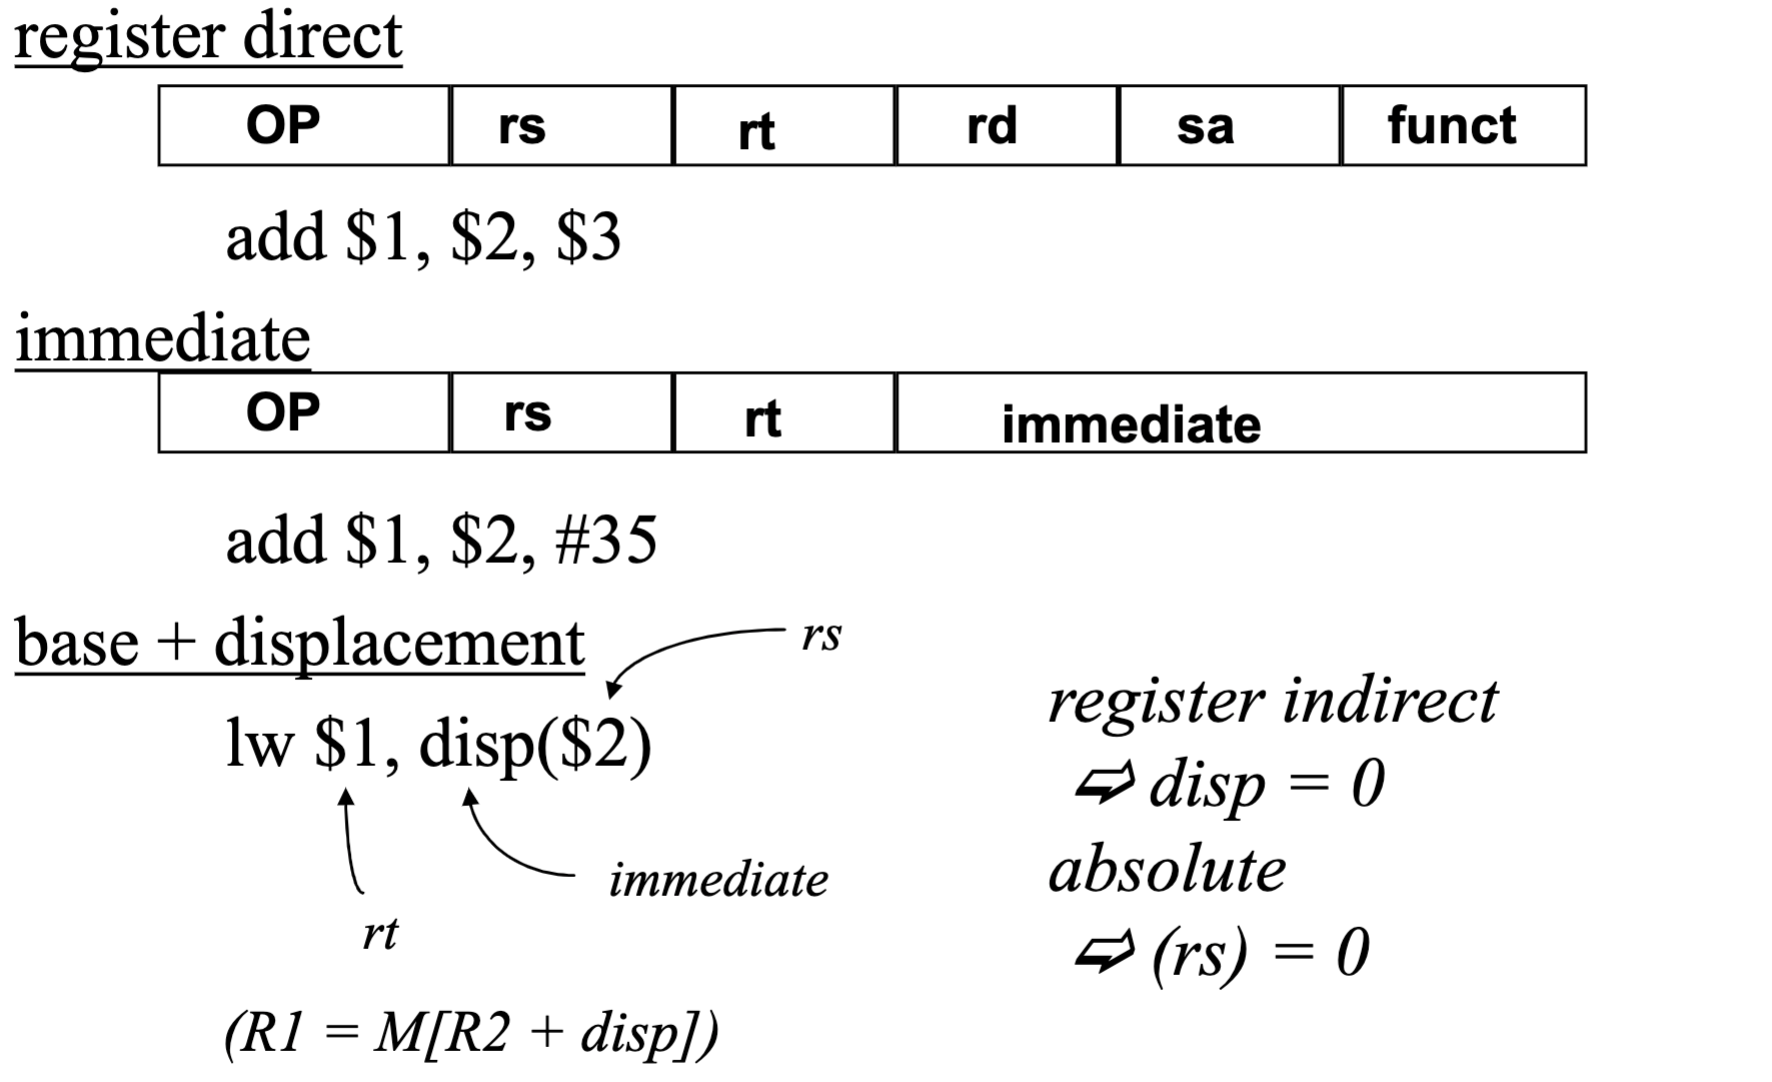 register direct
OP rs rt rd sa funct
add $1, $2, $3
immediate
OP rs rt immediate
add $1, $2, #35
base + displacement
rs
lw $1, disp($2)
rt
immediate
(R1 = M[R2 + disp])
register indirect
⇨ disp = 0
absolute
⇨ (rs) = 0